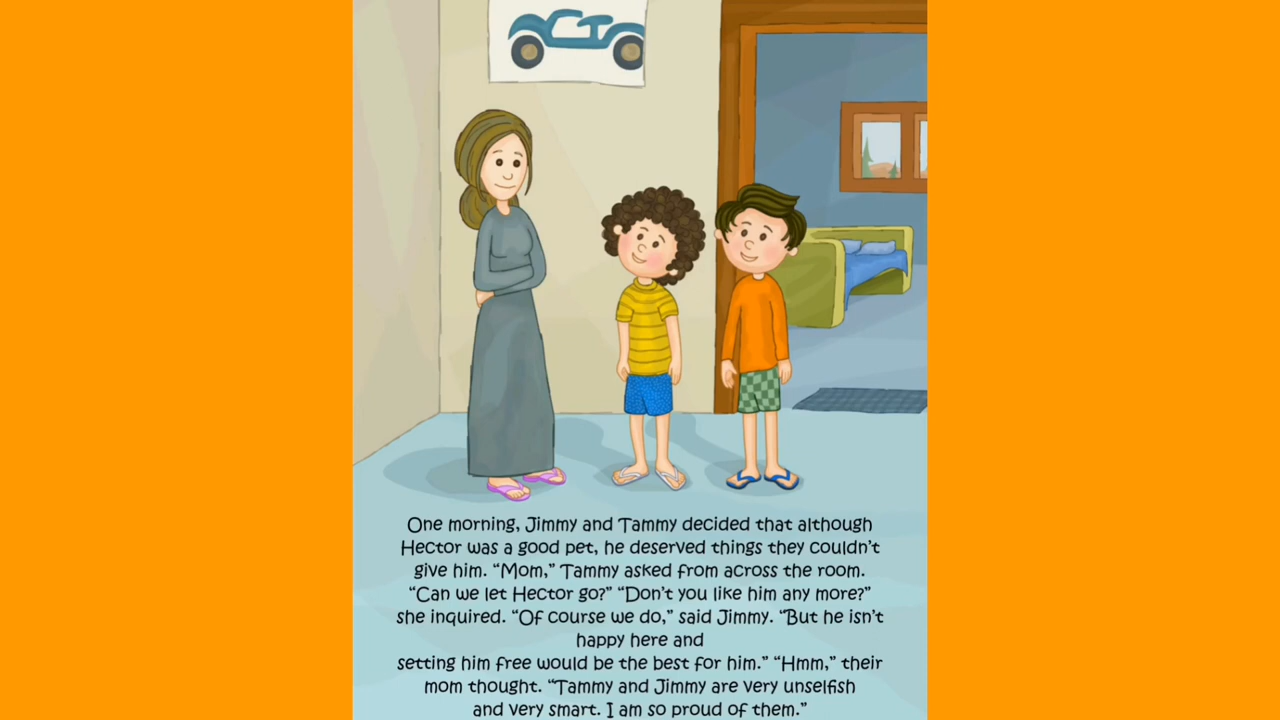 One morning, Jimmy and Tammy decided that although
Hector was a good pet, he deserved things they couldn't
give him. “Mom,” Tammy asked from across the room.
“Can we let Hector go?” “Don't you like him any more?”
she inquired. “Of course we do,” said Jimmy. “But he isn't
happy here and
setting him free would be the best for him.” “Hmm,” their
mom thought. “Tammy and Jimmy are very unselfish
and very smart. I am so proud of them.”